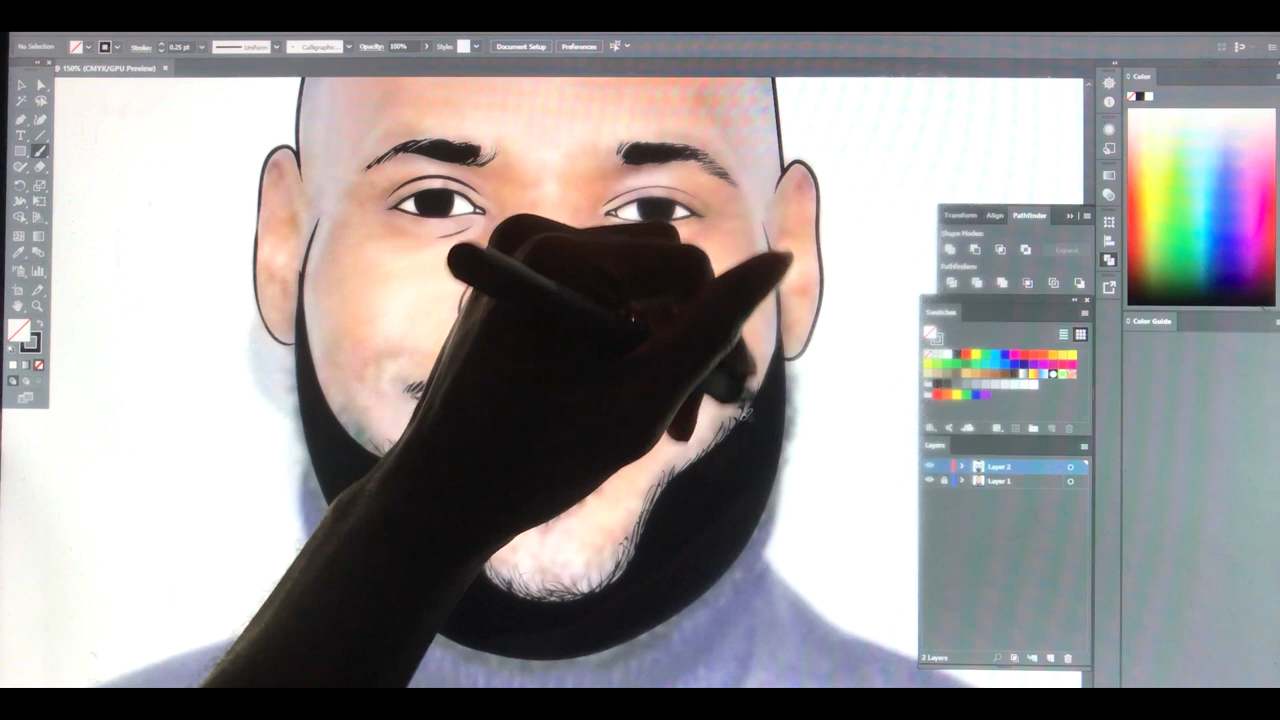 No Selection Stroke: 0.25 pt Uniform Calligraphic... Opacity: 100% Style: Document Setup Preferences
@ 150% (CMYK/GPU Preview) ×
Color
Transform Align Pathfinder
Shape Modes:
Expand
Pathfinders:
Swatches
Color Guide
Layers
Layer 2
Layer 1
2 Layers